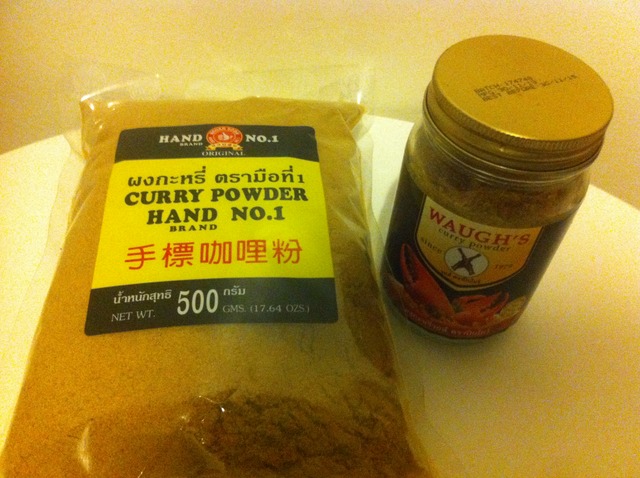 HAND NO.1
BRAND
ORIGINAL
ผงกะหรี่ ตรามือที่1
CURRY POWDER
HAND NO.1
BRAND
手標咖哩粉
น้ำหนักสุทธิ 500 กรัม
NET WT. GMS. (17.64 OZS.)
WAUGH'S
curry powder
since